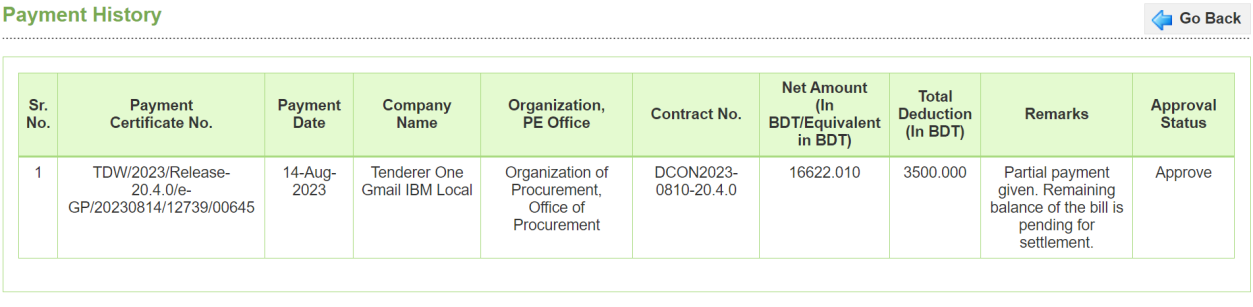 Payment History
Go Back
Sr.
No.
Payment
Certificate No.
Payment
Date
Company
Name
Organization,
PE Office
Contract No.
Net Amount
(In
BDT/Equivalent
in BDT)
Total
Deduction
(In BDT)
Remarks
Approval
Status
1
TDW/2023/Release-
20.4.0/e-
GP/20230814/12739/00645
14-Aug-
2023
Tenderer One
Gmail IBM Local
Organization of
Procurement,
Office of
Procurement
DCON2023-
0810-20.4.0
16622.010
3500.000
Partial payment
given. Remaining
balance of the bill is
pending for
settlement.
Approve